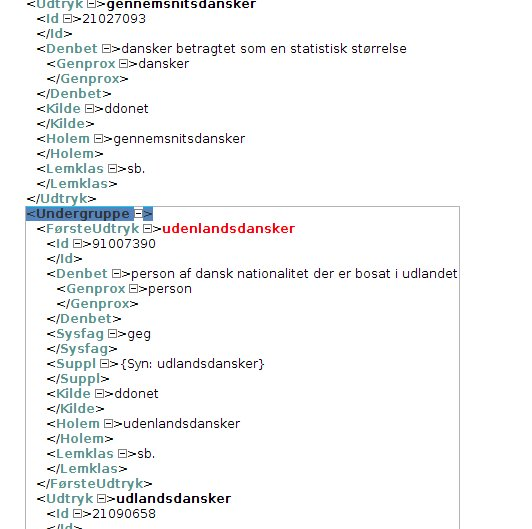 <Udtryk >gennemsnitsdansker
<Id >21027093
</Id>
<Denbet >dansker betragtet som en statistisk størrelse
<Genprox >dansker
</Genprox>
</Denbet>
<Kilde >ddonet
</Kilde>
<Holem >gennemsnitsdansker
</Holem>
<Lemklas >sb.
</Lemklas>
</Udtryk>
<Undergruppe >
<FørsteUdtryk >udenlandsdansker
<Id >91007390
</Id>
<Denbet >person af dansk nationalitet der er bosat i udlandet
<Genprox >person
</Genprox>
</Denbet>
<Sysfag >geg
</Sysfag>
<Suppl >{Syn: udlandsdansker}
</Suppl>
<Kilde >ddonet
</Kilde>
<Holem >udenlandsdansker
</Holem>
<Lemklas >sb.
</Lemklas>
</FørsteUdtryk>
<Udtryk >udlandsdansker
<Id >21090658
</Id>